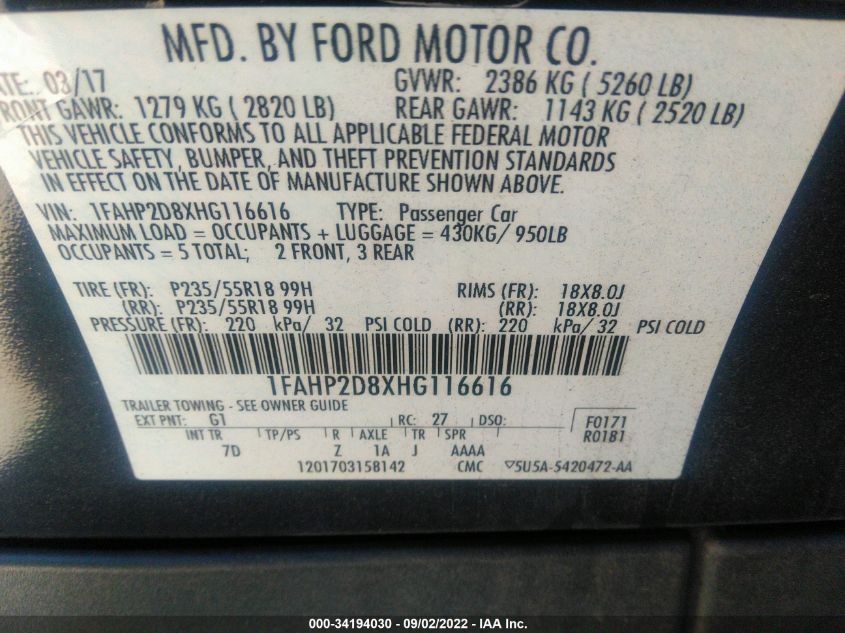 MFD. BY FORD MOTOR CO.
ATE: 03/17 GVWR: 2386 KG ( 5260 LB)
RONT GAWR: 1279 KG ( 2820 LB) REAR GAWR: 1143 KG ( 2520 LB)
THIS VEHICLE CONFORMS TO ALL APPLICABLE FEDERAL MOTOR
VEHICLE SAFETY, BUMPER, AND THEFT PREVENTION STANDARDS
IN EFFECT ON THE DATE OF MANUFACTURE SHOWN ABOVE.
VIN: 1FAHP2D8XHG116616 TYPE: Passenger Car
MAXIMUM LOAD = OCCUPANTS + LUGGAGE = 430KG/ 950LB
OCCUPANTS = 5 TOTAL; 2 FRONT, 3 REAR
TIRE (FR): P235/55R18 99H RIMS (FR): 18X8.0J
(RR): P235/55R18 99H (RR): 18X8.0J
PRESSURE (FR): 220 kPa/ 32 PSI COLD (RR): 220 kPa/ 32 PSI COLD
1FAHP2D8XHG116616
TRAILER TOWING - SEE OWNER GUIDE
EXT PNT: G1 RC: 27 DSO: F0171
INT TR TP/PS R AXLE TR SPR R0181
7D Z 1A J AAAA
1201703158142 CMC ▽5U5A-5420472-AA
000-34194030 - 09/02/2022 - IAA Inc.